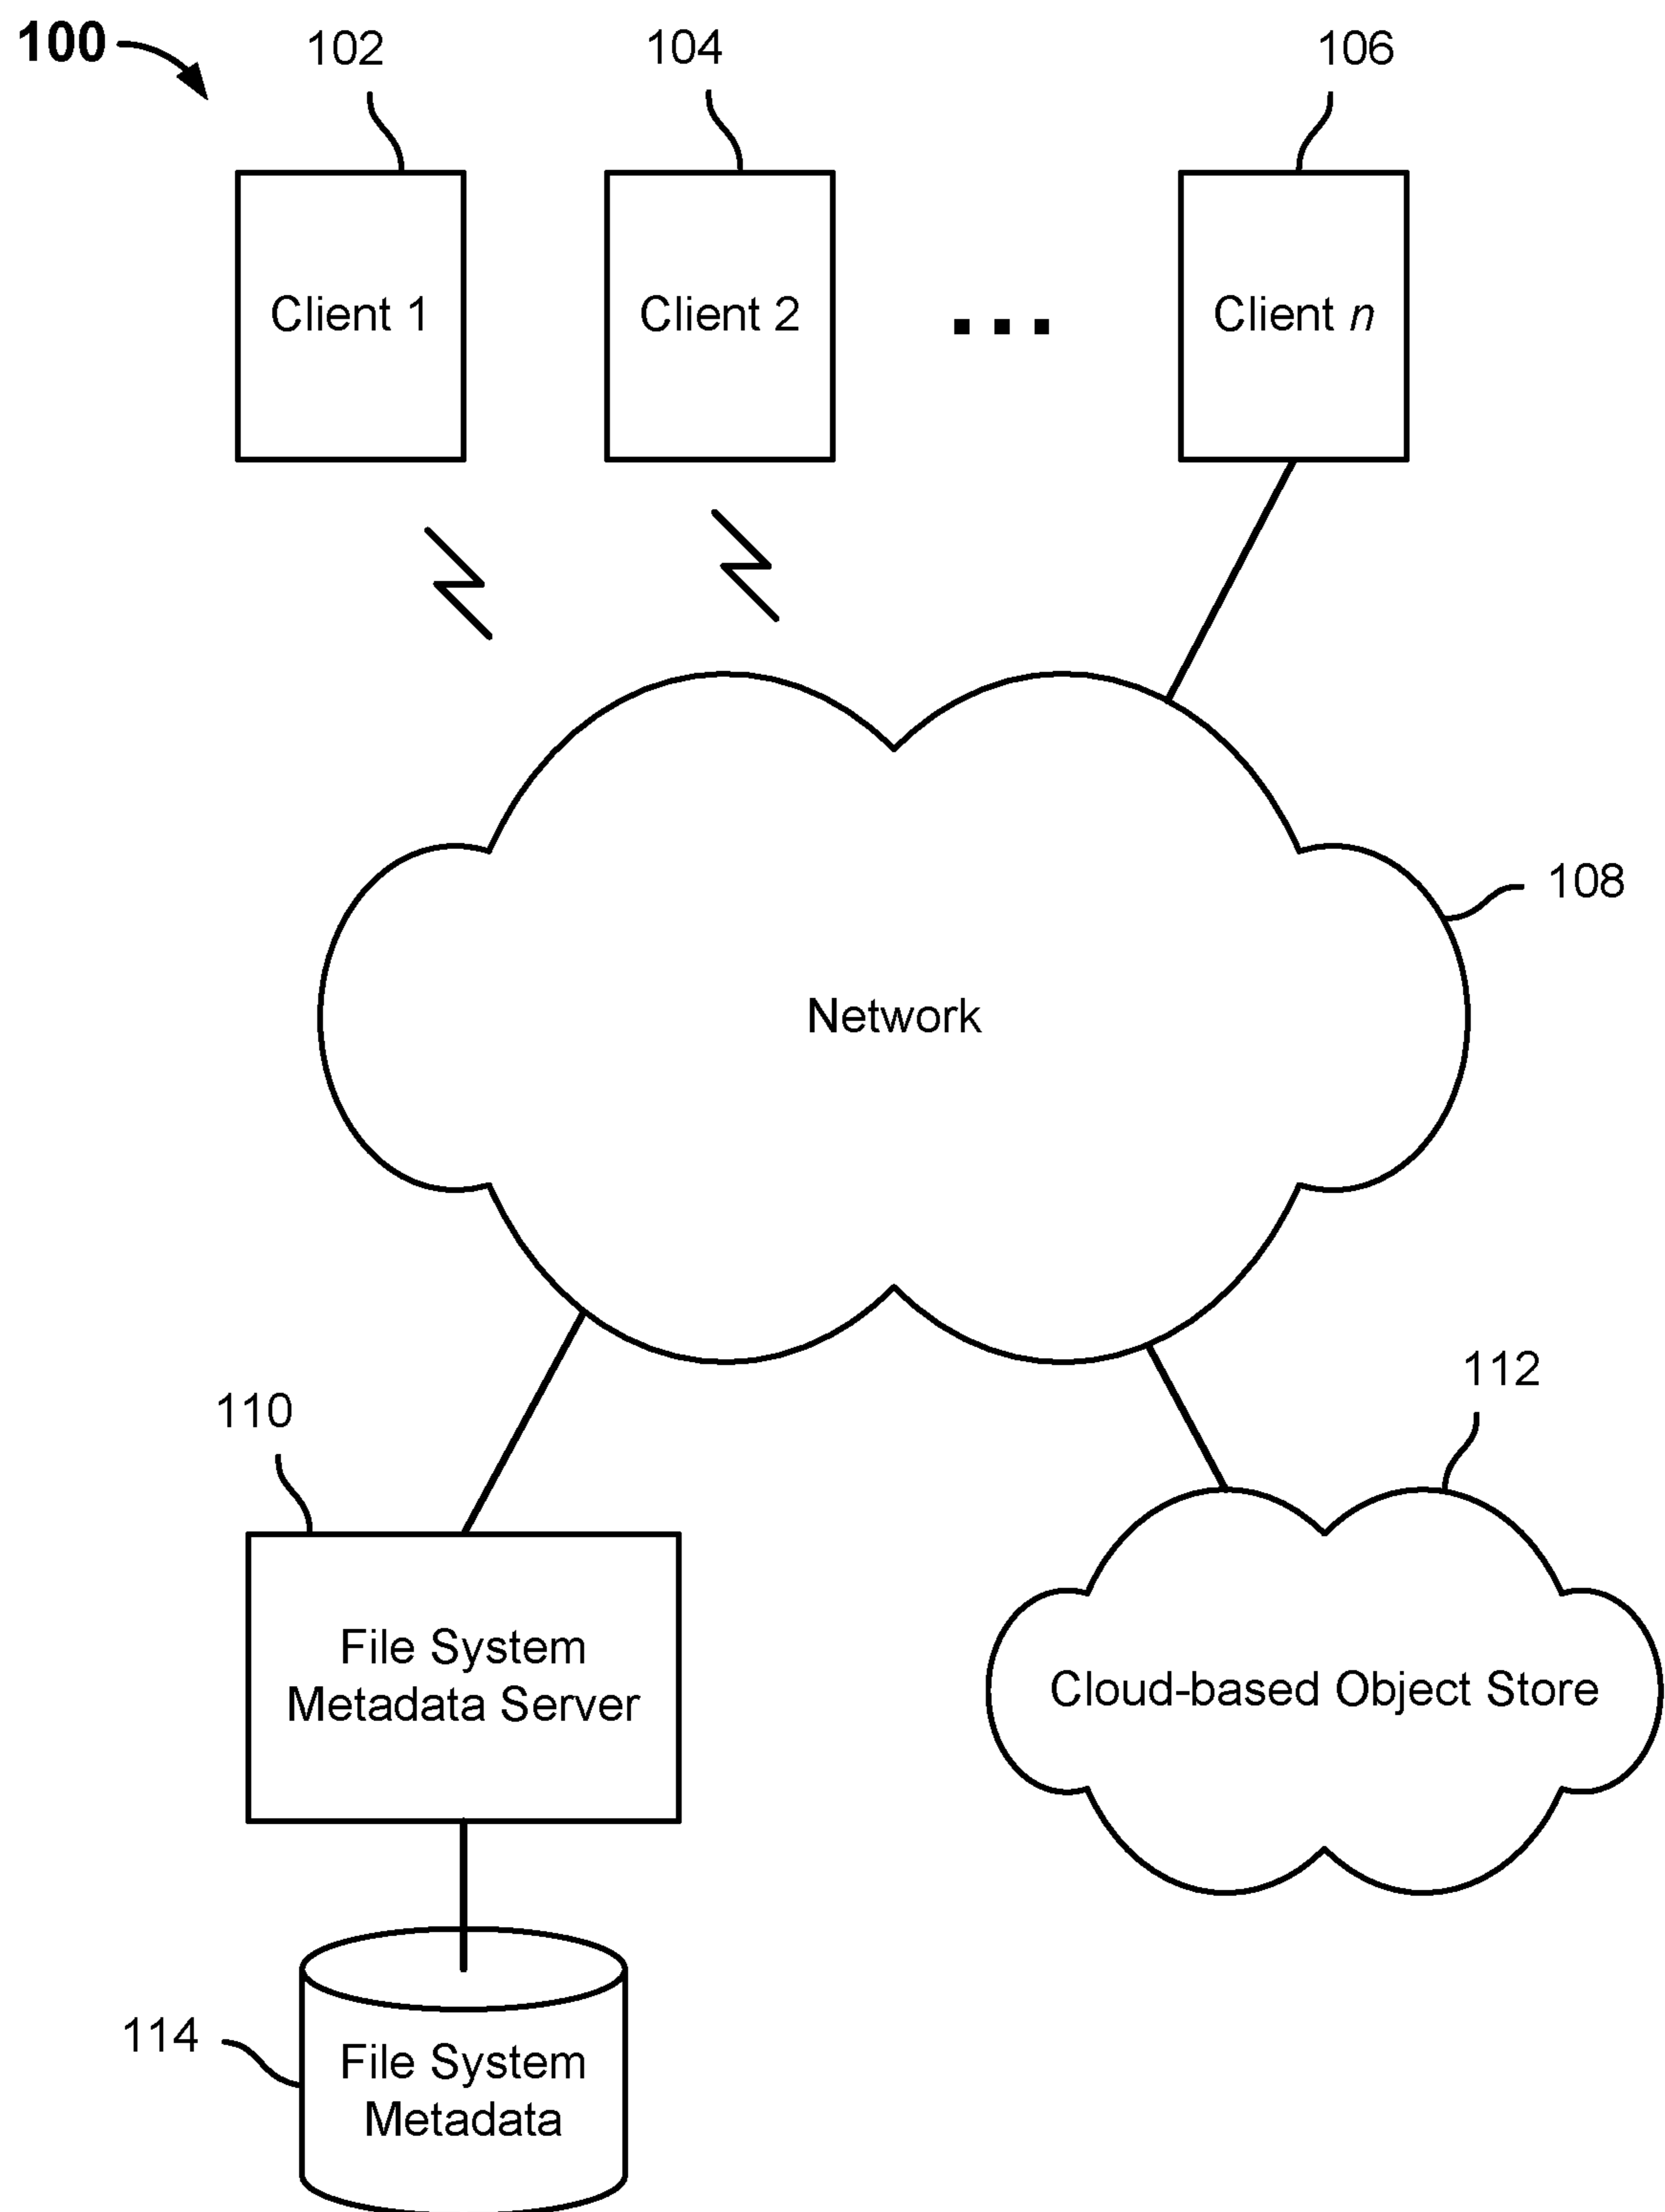 100
102
104
106
Client 1
Client 2
Client n
108
Network
112
110
File System
Metadata Server
Cloud-based Object Store
114
File System
Metadata